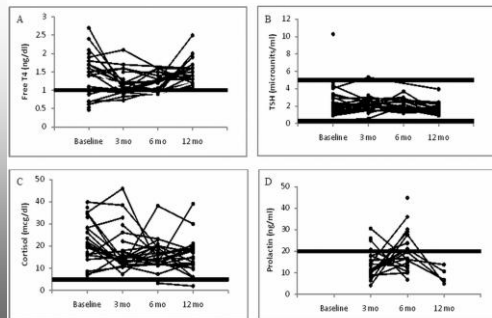 A
Free T4 (ng/dl)
3
2.5
2
1.5
1
0.5
0
Baseline 3 mo 6 mo 12 mo
B
TSH (microunits/ml)
12
10
8
6
4
2
0
Baseline 3 mo 6 mo 12 mo
C
Cortisol (mcg/dl)
50
40
30
20
10
0
Baseline 3 mo 6 mo 12 mo
D
Prolactin (ng/ml)
50
40
30
20
10
0
Baseline 3 mo 6 mo 12 mo